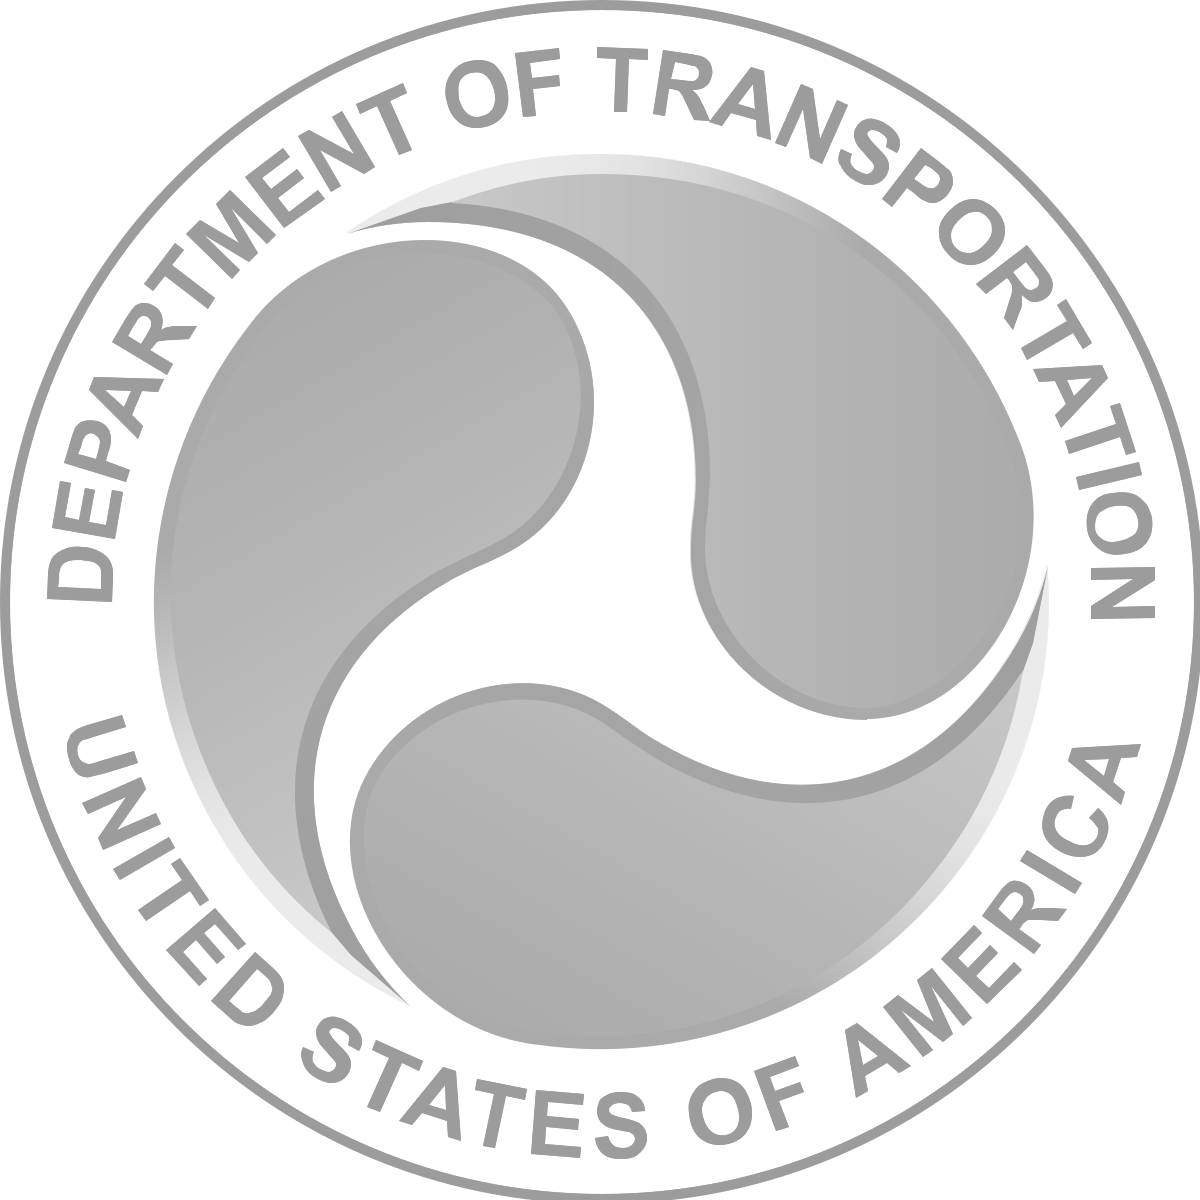 DEPARTMENT OF TRANSPORTATION
UNITED STATES OF AMERICA